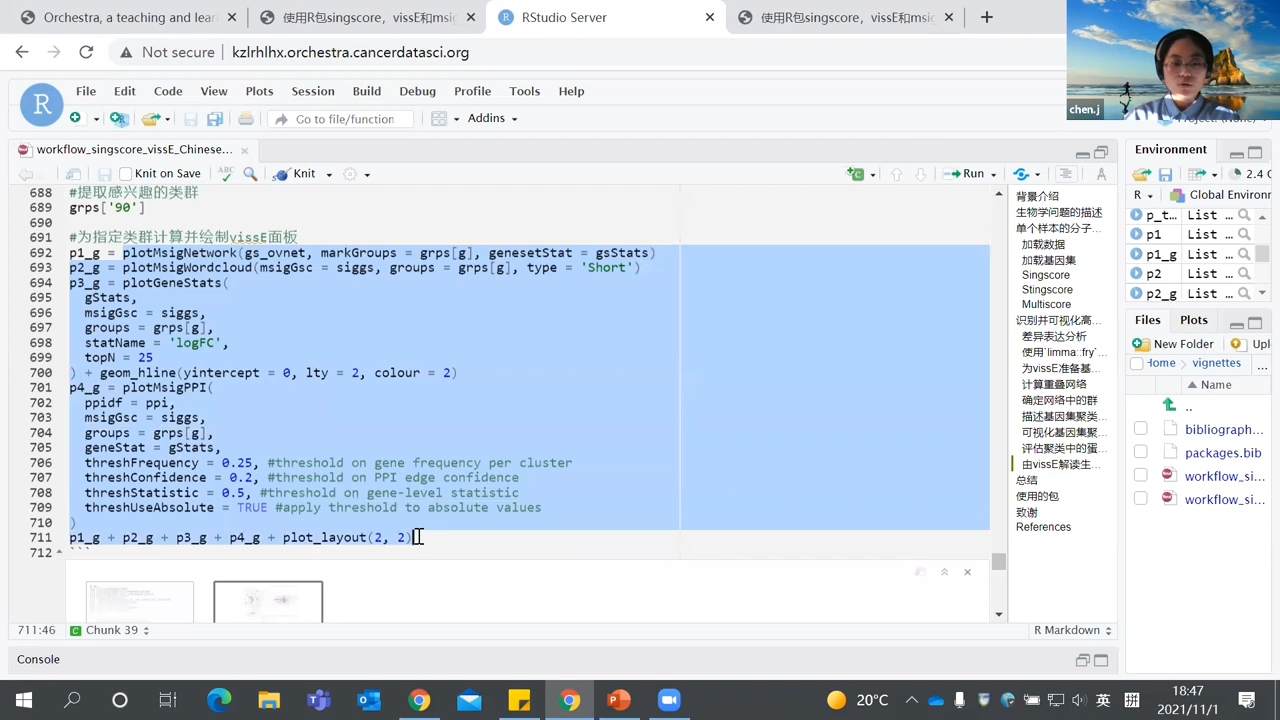 Orchestra, a teaching and lear
使用R包singscore，vissE和msig
RStudio Server
使用R包singscore，vissE和msig
Not secure
kzlrhlhx.orchestra.cancerdatasci.org
chen.j
File Edit Code View Plots Session Build Debug Profile Tools Help
Go to file/function
Addins
Project: (None)
workflow_singscore_vissE_Chinese...
Knit on Save
ABC
Knit
Run
688 #提取感兴趣的类群
689 grps['90']
690
691 #为指定类群计算并绘制vissE面板
692 p1_g = plotMsigNetwork(gs_ovnet, markGroups = grps[g], genesetStat = gsStats)
693 p2_g = plotMsigWordcloud(msigGsc = siggs, groups = grps[g], type = 'Short')
694 p3_g = plotGeneStats(
695 gStats,
696 msigGsc = siggs,
697 groups = grps[g],
698 statName = 'logFC',
699 topN = 25
700 ) + geom_hline(yintercept = 0, lty = 2, colour = 2)
701 p4_g = plotMsigPPI(
702 ppidf = ppi,
703 msigGsc = siggs,
704 groups = grps[g],
705 geneStat = gStats,
706 threshFrequency = 0.25, #threshold on gene frequency per cluster
707 threshConfidence = 0.2, #threshold on PPI edge confidence
708 threshStatistic = 0.5, #threshold on gene-level statistic
709 threshUseAbsolute = TRUE #apply threshold to absolute values
710 )
711 p1_g + p2_g + p3_g + p4_g + plot_layout(2, 2)
712 ```
背景介绍
生物学问题的描述
单个样本的分子...
加载数据
加载基因集
Singscore
Stingscore
Multiscore
识别并可视化高...
差异表达分析
使用`limma::fry`...
为vissE准备基...
计算重叠网络
确定网络中的群
描述基因集聚类...
可视化基因集聚...
评估聚类中的蛋...
由vissE解读生...
总结
使用的包
致谢
References
711:46
Chunk 39
R Markdown
Console
Environment
2.4 G
R
Global Environr
p_t... List ...
p1 List ...
p1_g List ...
p2 List ...
p2_g List ...
Files Plots
New Folder
Upl
Home
vignettes
...
Name
..
bibliograph...
packages.bib
workflow_si...
workflow_si...
20°C
英
拼
18:47
2021/11/1